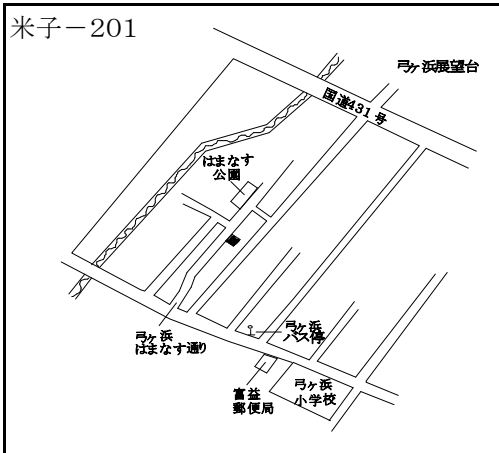 米子－201
弓ヶ浜展望台
国道431号
はまなす
公園
弓ヶ浜
はまなす通り
弓ヶ浜
バス停
富益
郵便局
弓ヶ浜
小学校